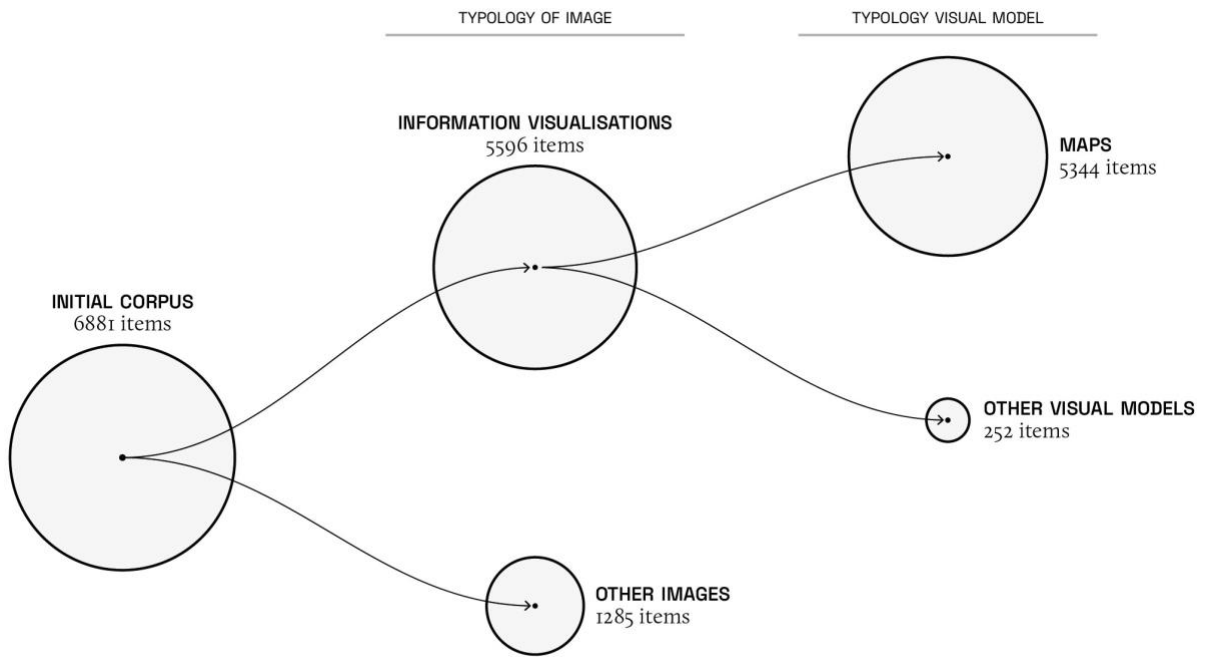 TYPOLOGY OF IMAGE
TYPOLOGY VISUAL MODEL
INFORMATION VISUALISATIONS
5596 items
MAPS
5344 items
INITIAL CORPUS
6881 items
OTHER VISUAL MODELS
252 items
OTHER IMAGES
1285 items